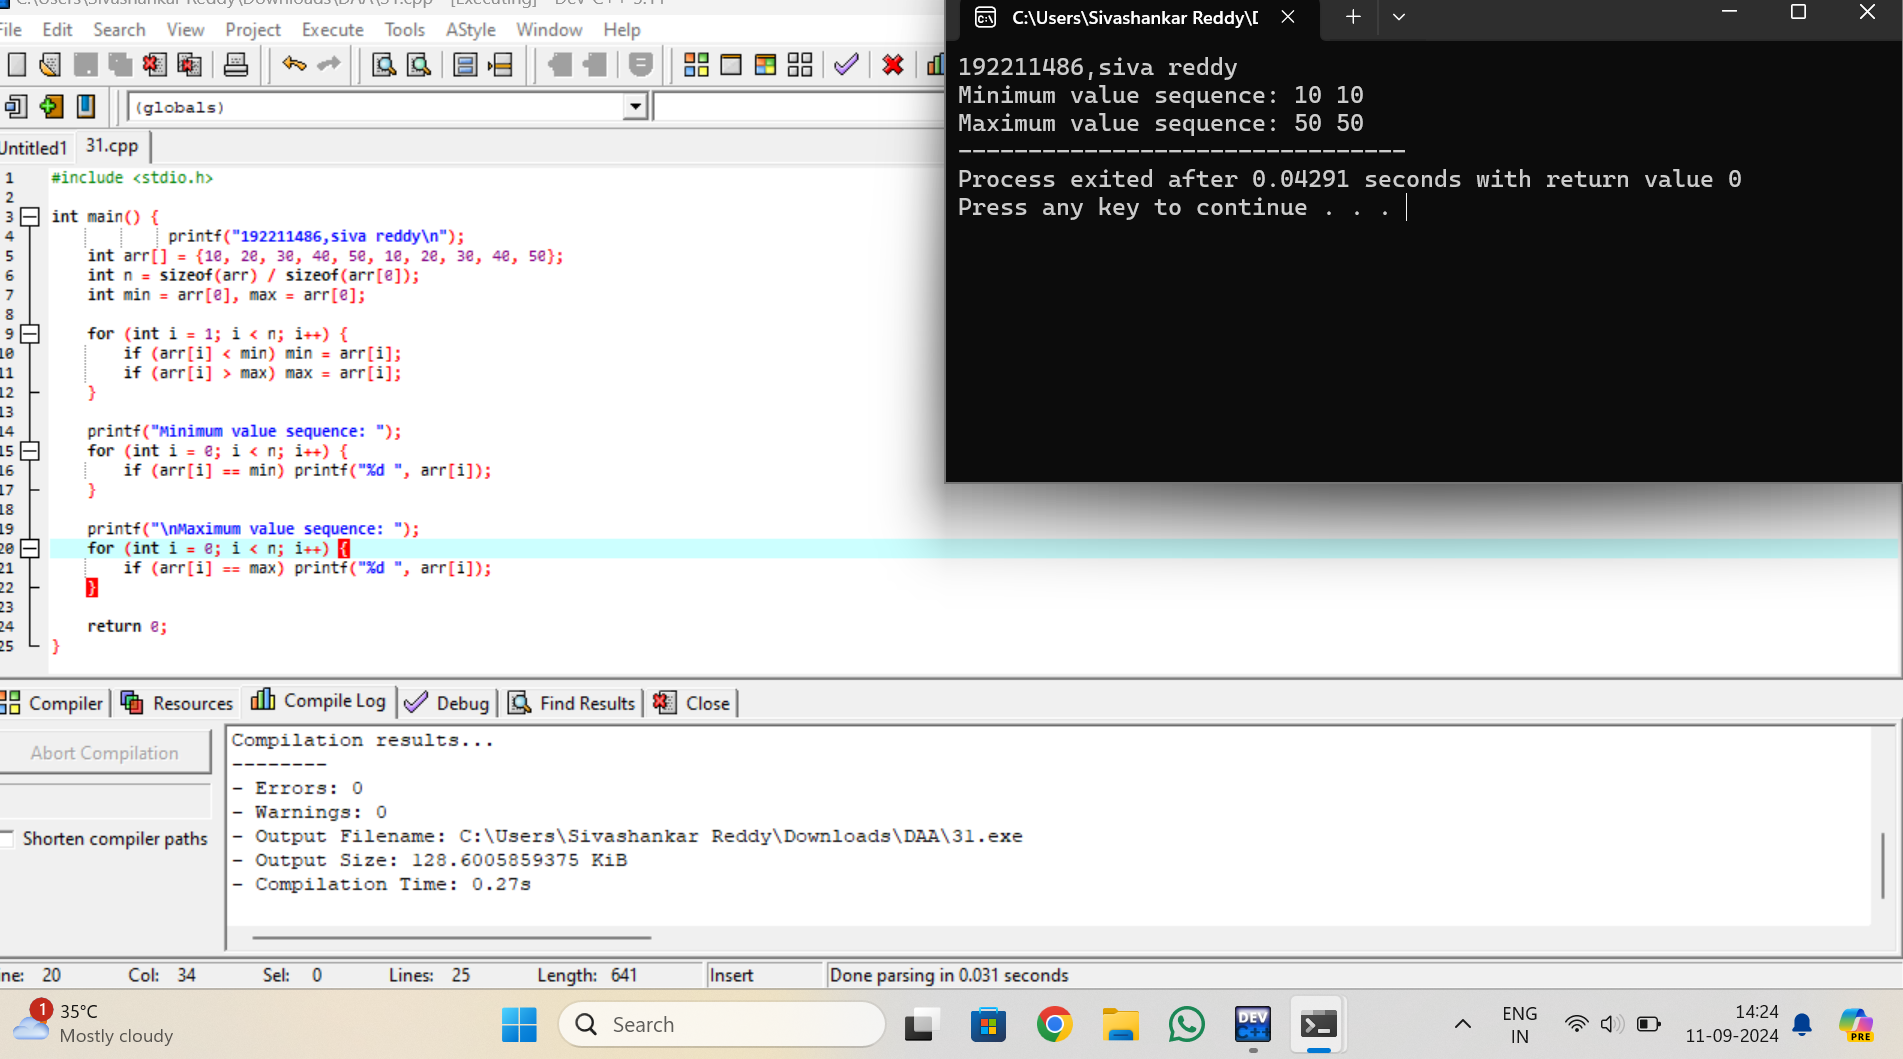 C:\Users\Sivashankar Reddy\Downloads\DAA\31.cpp - [Executing] - Dev-C++ 5.11
File Edit Search View Project Execute Tools AStyle Window Help
(globals)
Untitled1 31.cpp
1 #include <stdio.h>
2
3 int main() {
4 printf("192211486,siva reddy\n");
5 int arr[] = {10, 20, 30, 40, 50, 10, 20, 30, 40, 50};
6 int n = sizeof(arr) / sizeof(arr[0]);
7 int min = arr[0], max = arr[0];
8
9 for (int i = 1; i < n; i++) {
10 if (arr[i] < min) min = arr[i];
11 if (arr[i] > max) max = arr[i];
12 }
13
14 printf("Minimum value sequence: ");
15 for (int i = 0; i < n; i++) {
16 if (arr[i] == min) printf("%d ", arr[i]);
17 }
18
19 printf("\nMaximum value sequence: ");
20 for (int i = 0; i < n; i++) {
21 if (arr[i] == max) printf("%d ", arr[i]);
22 }
23
24 return 0;
25 }
C:\Users\Sivashankar Reddy\D
192211486,siva reddy
Minimum value sequence: 10 10
Maximum value sequence: 50 50
--------------------------------
Process exited after 0.04291 seconds with return value 0
Press any key to continue . . .
Compiler Resources Compile Log Debug Find Results Close
Abort Compilation
Shorten compiler paths
Compilation results...
--------
- Errors: 0
- Warnings: 0
- Output Filename: C:\Users\Sivashankar Reddy\Downloads\DAA\31.exe
- Output Size: 128.6005859375 KiB
- Compilation Time: 0.27s
ine: 20 Col: 34 Sel: 0 Lines: 25 Length: 641 Insert Done parsing in 0.031 seconds
1
35°C
Mostly cloudy
Search
DEV
C++
ENG
IN
14:24
11-09-2024
PRE